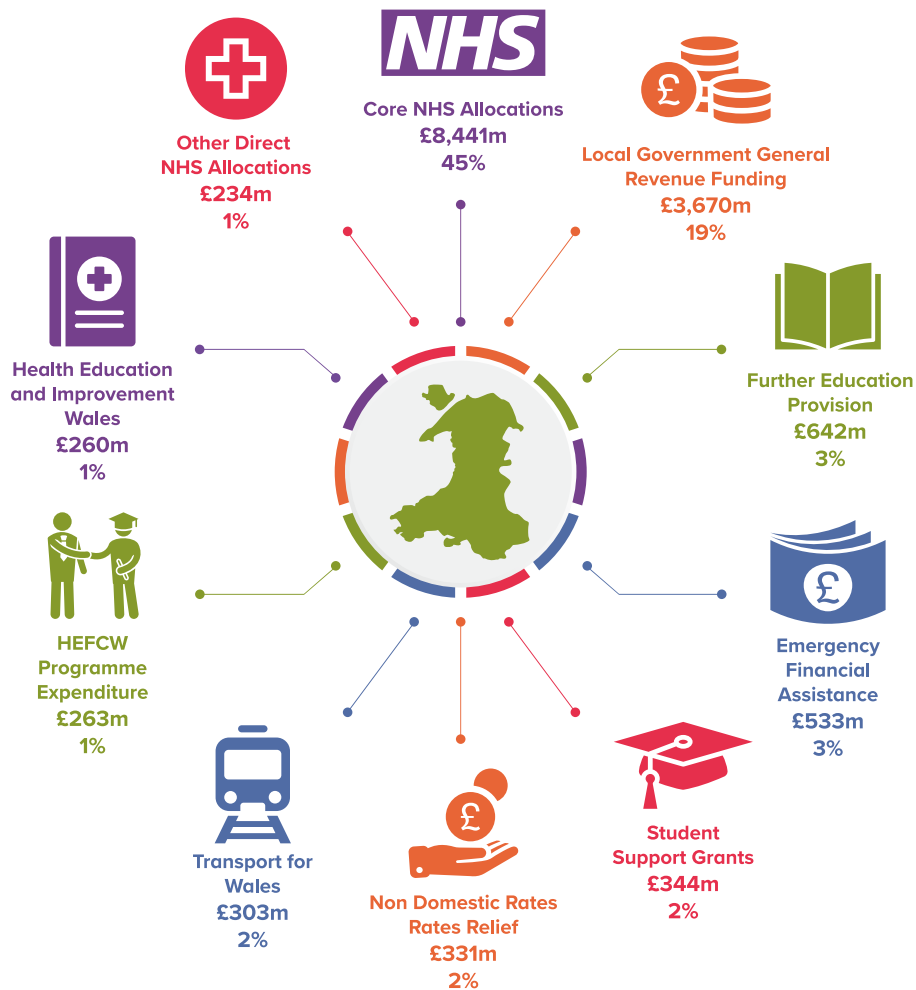 NHS
Core NHS Allocations
£8,441m
45%
£
Local Government General
Revenue Funding
£3,670m
19%
Further Education
Provision
£642m
3%
£
Emergency
Financial
Assistance
£533m
3%
Student
Support Grants
£344m
2%
£
Non Domestic Rates
Rates Relief
£331m
2%
Transport for
Wales
£303m
2%
HEFCW
Programme
Expenditure
£263m
1%
Health Education
and Improvement
Wales
£260m
1%
Other Direct
NHS Allocations
£234m
1%